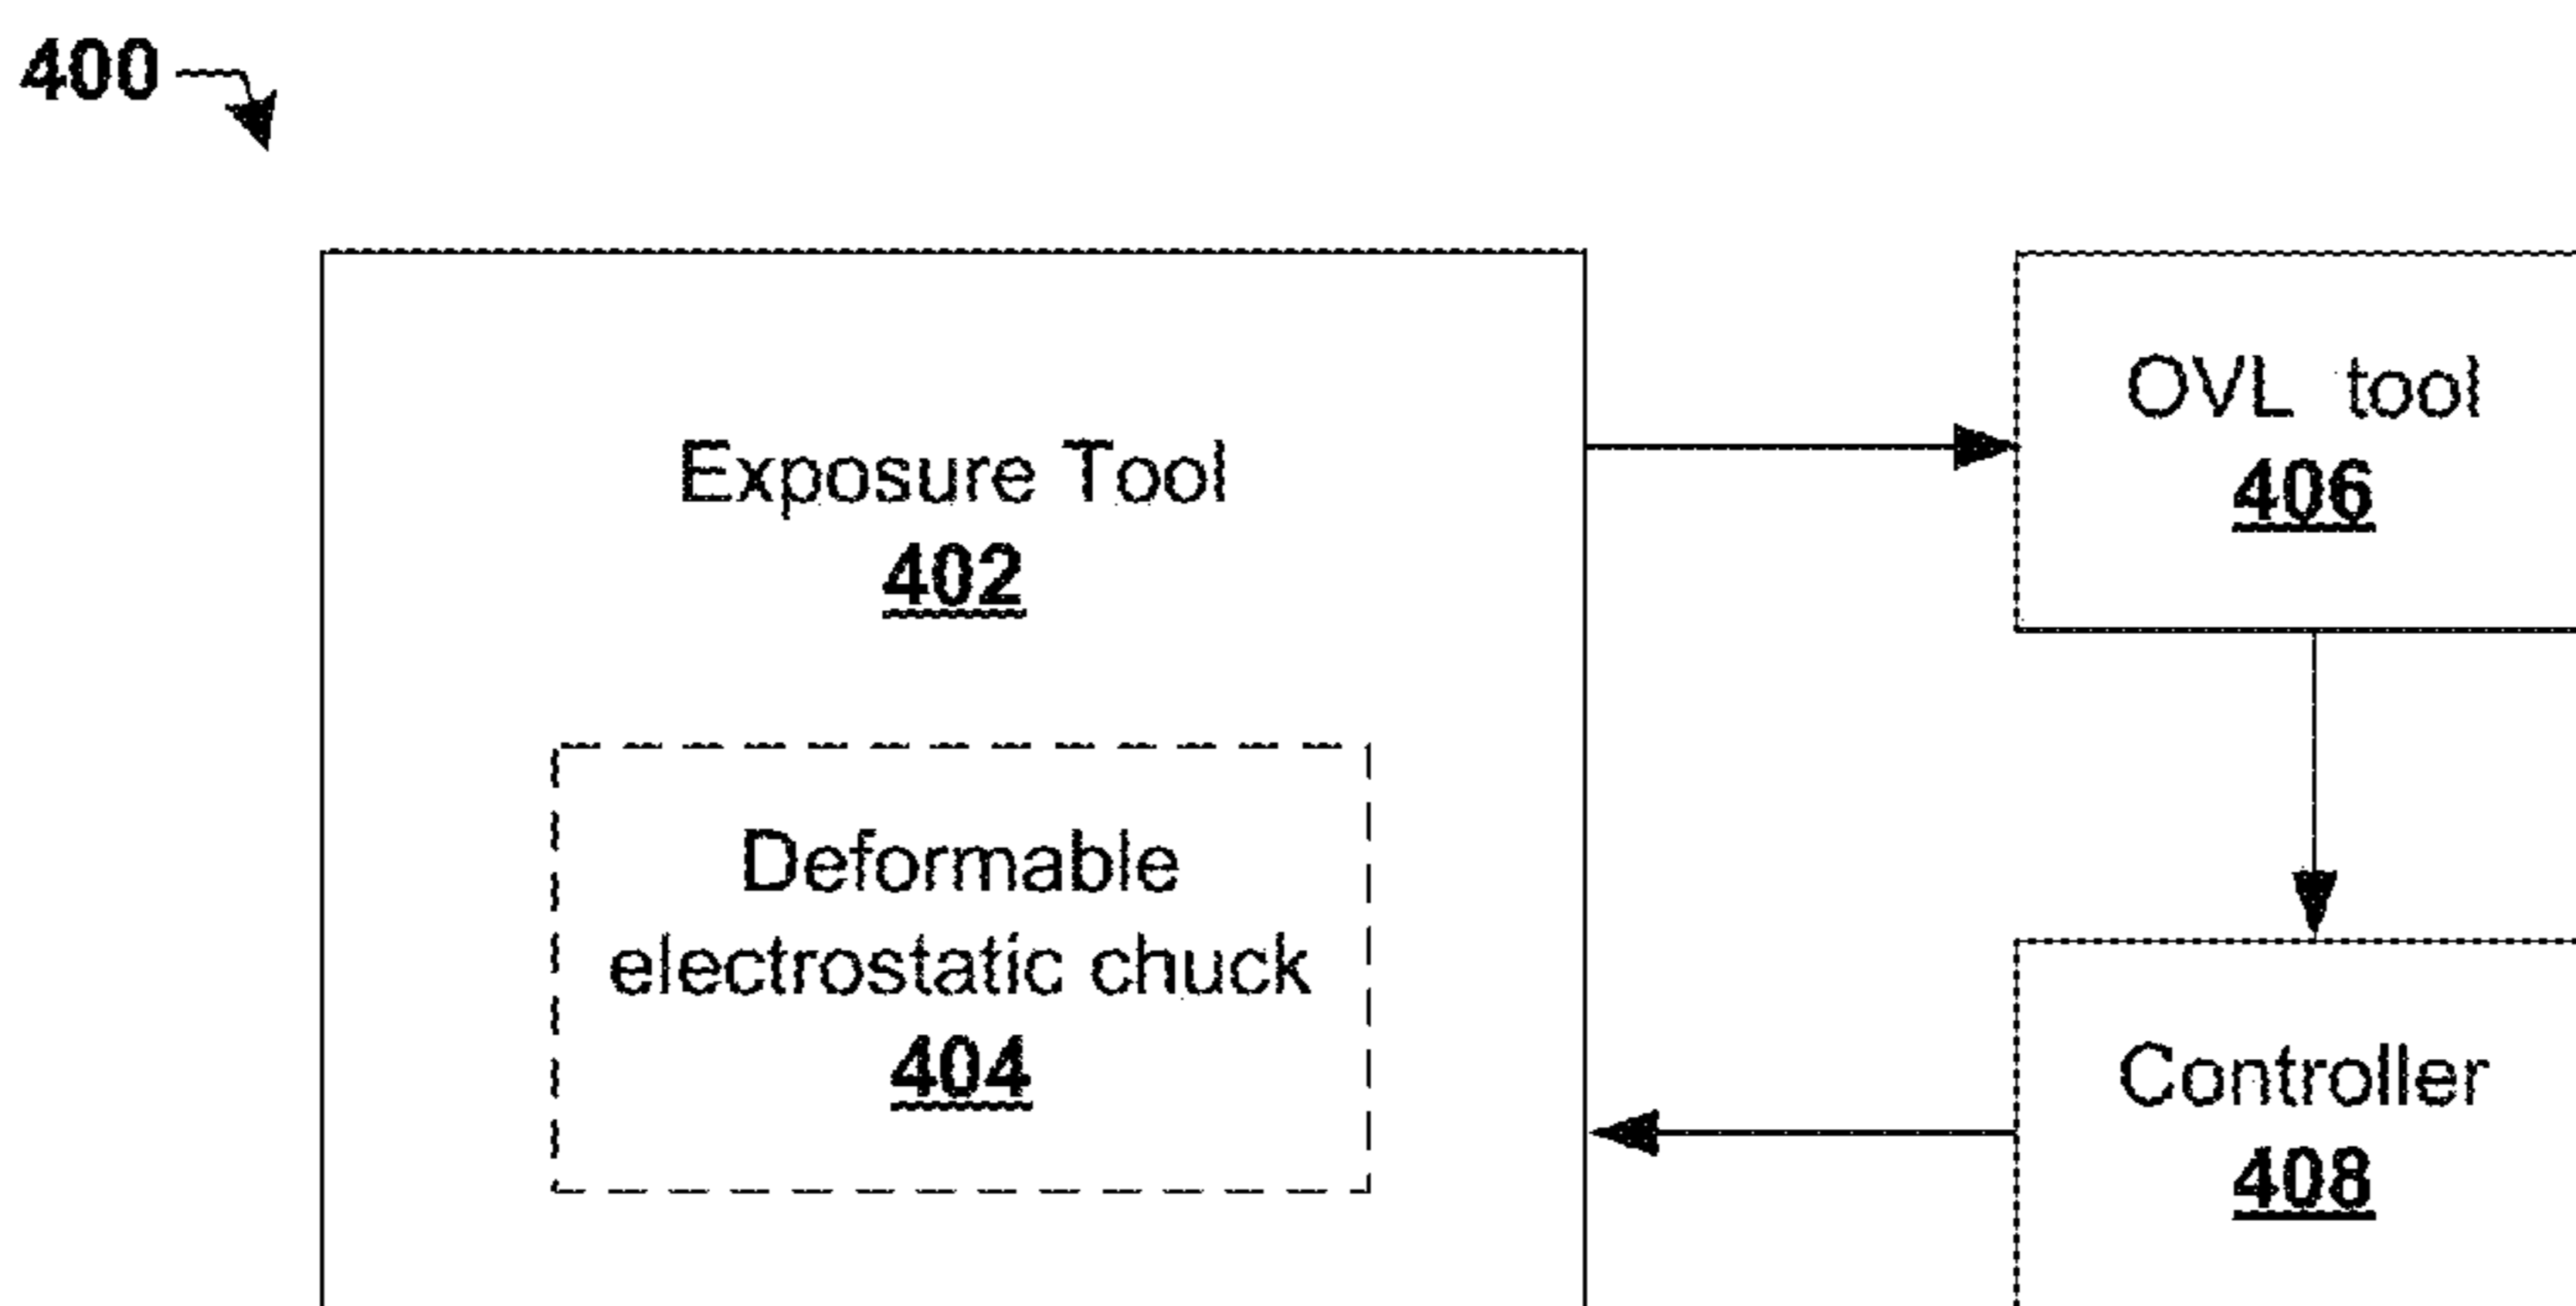 400
Exposure Tool
402
Deformable
electrostatic chuck
404
OVL tool
406
Controller
408